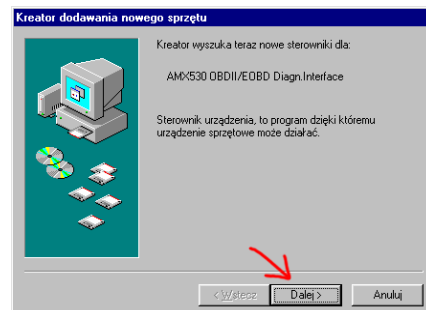 Kreator dodawania nowego sprzętu
Kreator wyszuka teraz nowe sterowniki dla:
AMX530 OBDII/EOBD Diagn.Interface
Sterownik urządzenia, to program dzięki któremu
urządzenie sprzętowe może działać.
< Wstecz
Dalej >
Anuluj